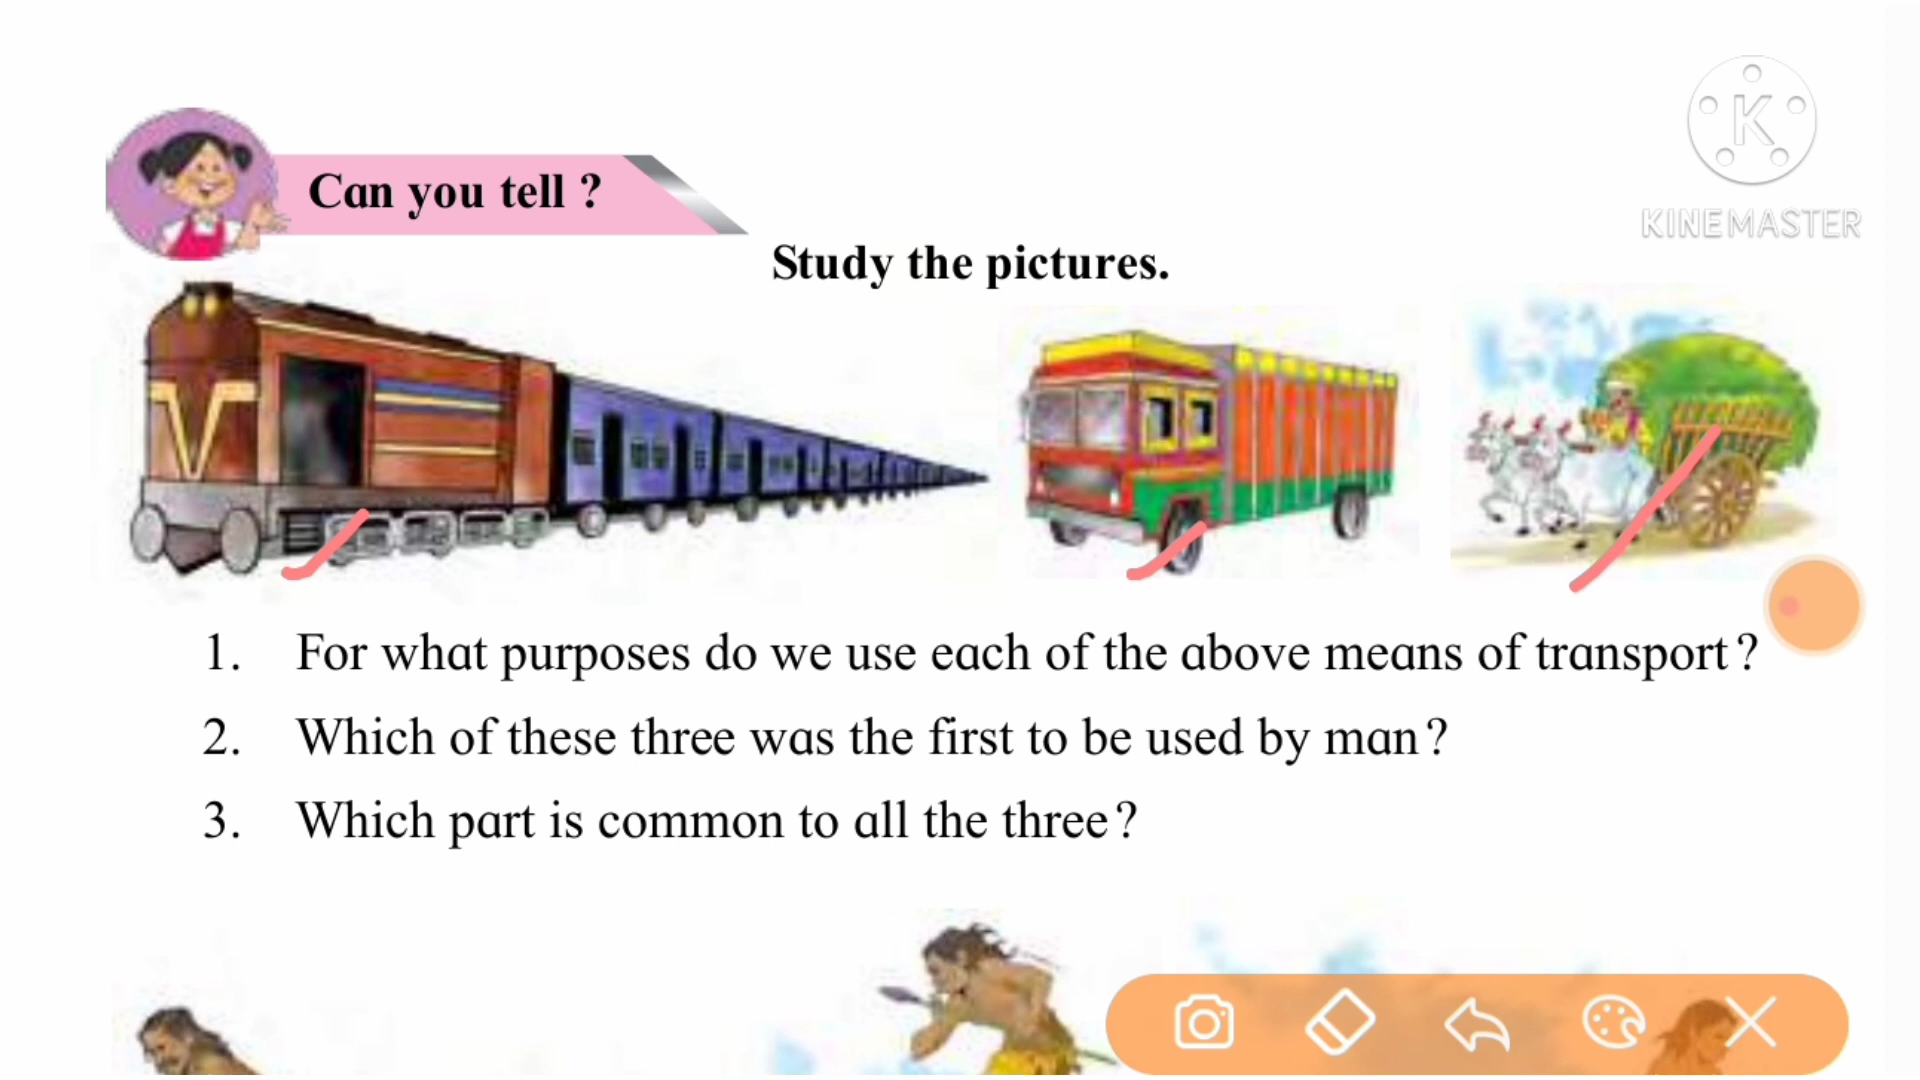 KINEMASTER
Can you tell ?
Study the pictures.
1. For what purposes do we use each of the above means of transport?
2. Which of these three was the first to be used by man?
3. Which part is common to all the three?